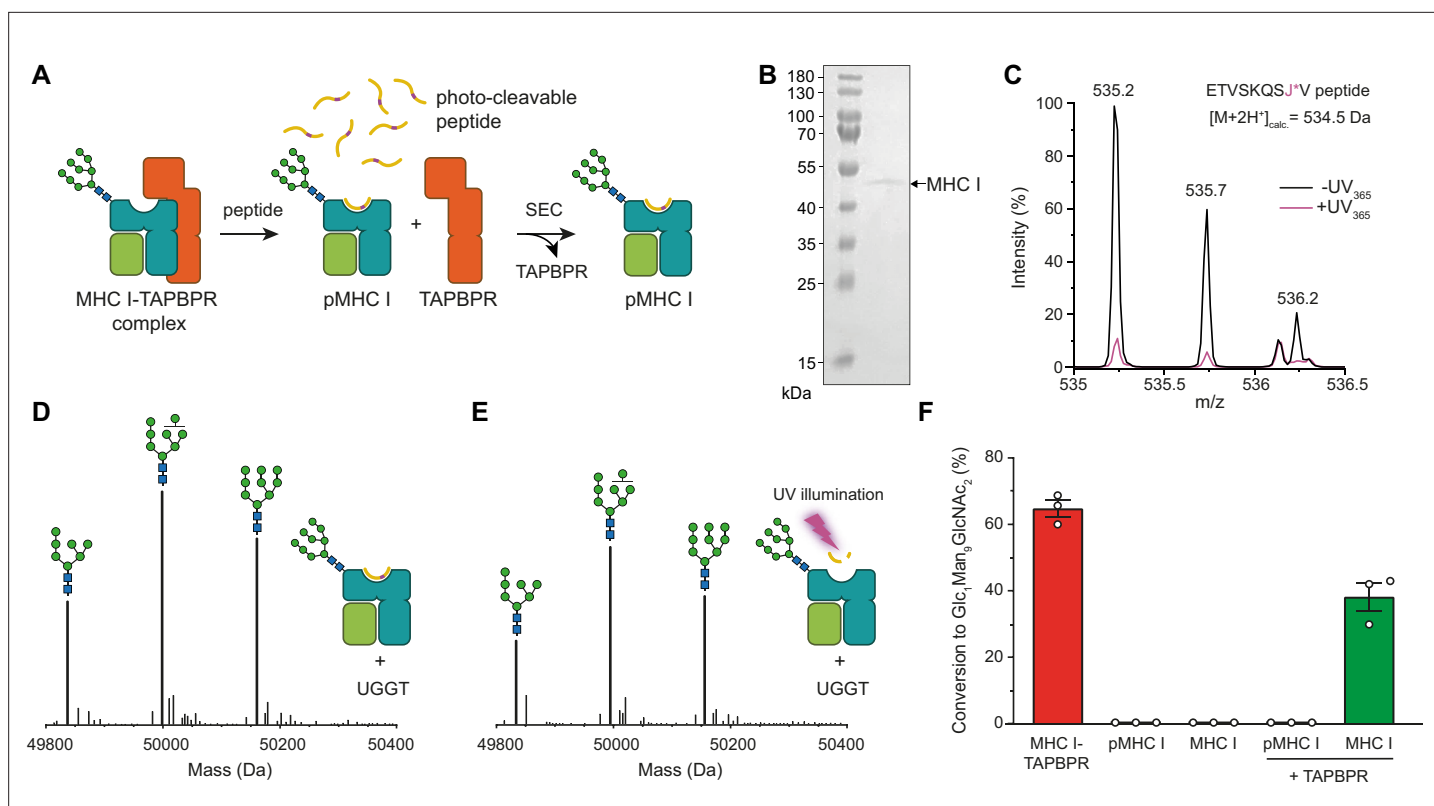 A
photo-cleavable
peptide
peptide
+
SEC
TAPBPR
MHC I-TAPBPR
complex
pMHC I
TAPBPR
pMHC I
B
180
130
100
70
55
40
35
25
15
kDa
MHC I
C
ETVSKQSJ*V peptide
[M+2H⁺]calc.= 534.5 Da
535.2
535.7
536.2
-UV365
+UV365
100
80
60
40
20
0
Intensity (%)
535
535.5
536
536.5
m/z
D
+
UGGT
49800
50000
50200
50400
Mass (Da)
E
UV illumination
+
UGGT
49800
50000
50200
50400
Mass (Da)
F
Conversion to Glc1Man9GlcNAc2 (%)
80
60
40
20
0
MHC I-
TAPBPR
pMHC I
MHC I
pMHC I
MHC I
+ TAPBPR